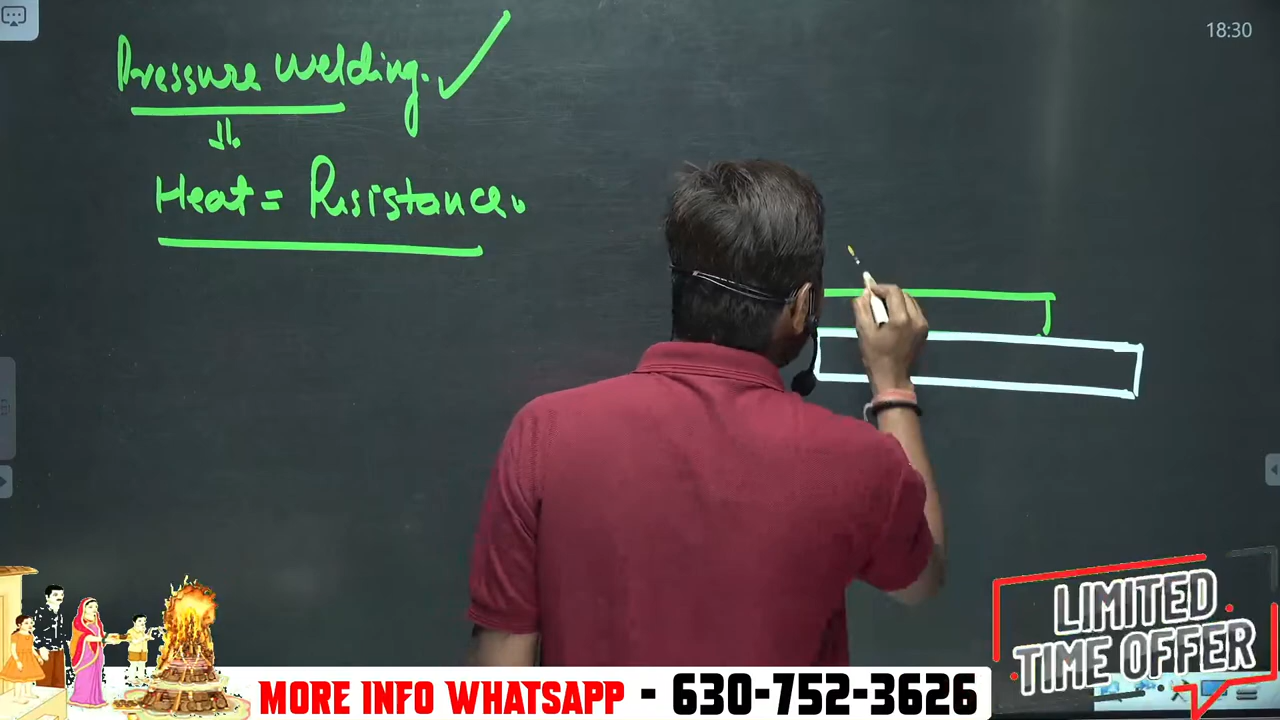 18:30
Pressure Welding.
Heat = Resistance.
LIMITED
TIME OFFER
MORE INFO WHATSAPP - 630-752-3626